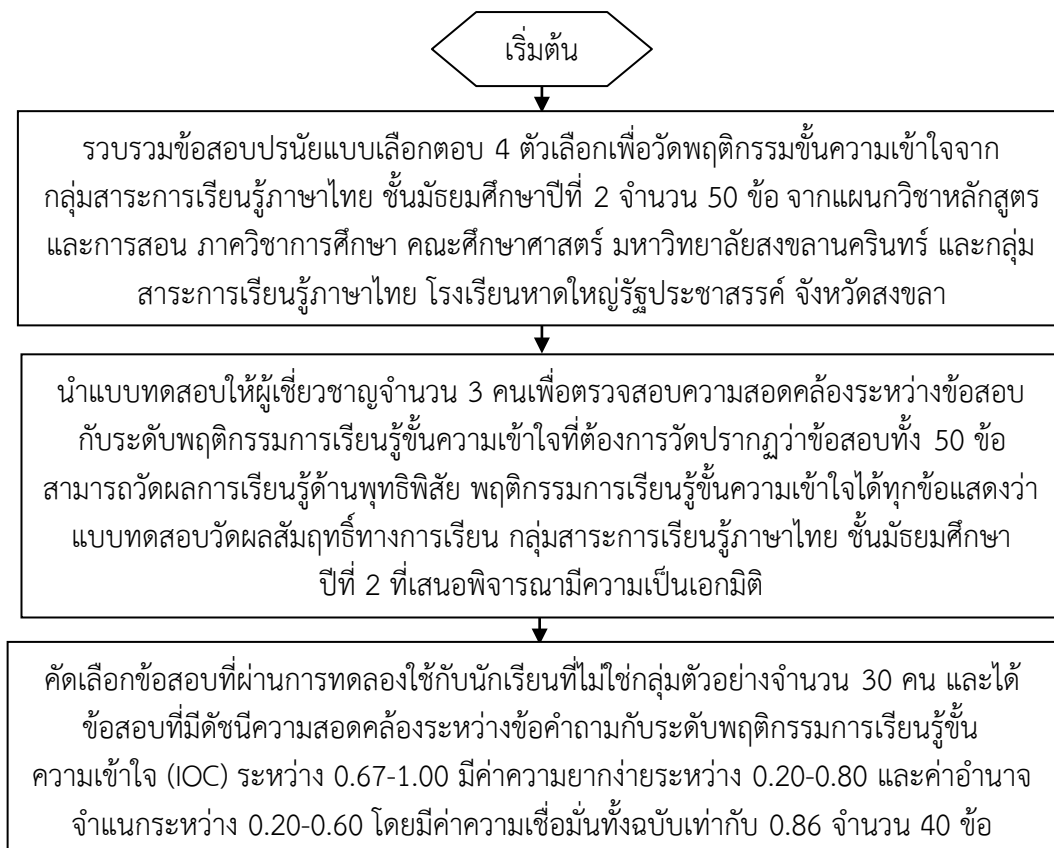 เริ่มต้น
รวบรวมข้อสอบปรนัยแบบเลือกตอบ 4 ตัวเลือกเพื่อวัดพฤติกรรมขั้นความเข้าใจจาก
กลุ่มสาระการเรียนรู้ภาษาไทย ชั้นมัธยมศึกษาปีที่ 2 จำนวน 50 ข้อ จากแผนกวิชาหลักสูตร
และการสอน ภาควิชาการศึกษา คณะศึกษาศาสตร์ มหาวิทยาลัยสงขลานครินทร์ และกลุ่ม
สาระการเรียนรู้ภาษาไทย โรงเรียนหาดใหญ่รัฐประชาสรรค์ จังหวัดสงขลา
นำแบบทดสอบให้ผู้เชี่ยวชาญจำนวน 3 คนเพื่อตรวจสอบความสอดคล้องระหว่างข้อสอบ
กับระดับพฤติกรรมการเรียนรู้ขั้นความเข้าใจที่ต้องการวัดปรากฏว่าข้อสอบทั้ง 50 ข้อ
สามารถวัดผลการเรียนรู้ด้านพุทธิพิสัย พฤติกรรมการเรียนรู้ขั้นความเข้าใจได้ทุกข้อแสดงว่า
แบบทดสอบวัดผลสัมฤทธิ์ทางการเรียน กลุ่มสาระการเรียนรู้ภาษาไทย ชั้นมัธยมศึกษา
ปีที่ 2 ที่เสนอพิจารณามีความเป็นเอกมิติ
คัดเลือกข้อสอบที่ผ่านการทดลองใช้กับนักเรียนที่ไม่ใช่กลุ่มตัวอย่างจำนวน 30 คน และได้
ข้อสอบที่มีดัชนีความสอดคล้องระหว่างข้อคำถามกับระดับพฤติกรรมการเรียนรู้ขั้น
ความเข้าใจ (IOC) ระหว่าง 0.67-1.00 มีค่าความยากง่ายระหว่าง 0.20-0.80 และค่าอำนาจ
จำแนกระหว่าง 0.20-0.60 โดยมีค่าความเชื่อมั่นทั้งฉบับเท่ากับ 0.86 จำนวน 40 ข้อ